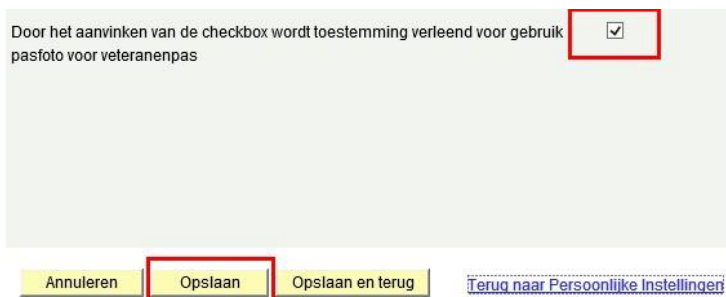 Door het aanvinken van de checkbox wordt toestemming verleend voor gebruik
pasfoto voor veteranenpas
Annuleren Opslaan Opslaan en terug Terug naar Persoonlijke Instellingen